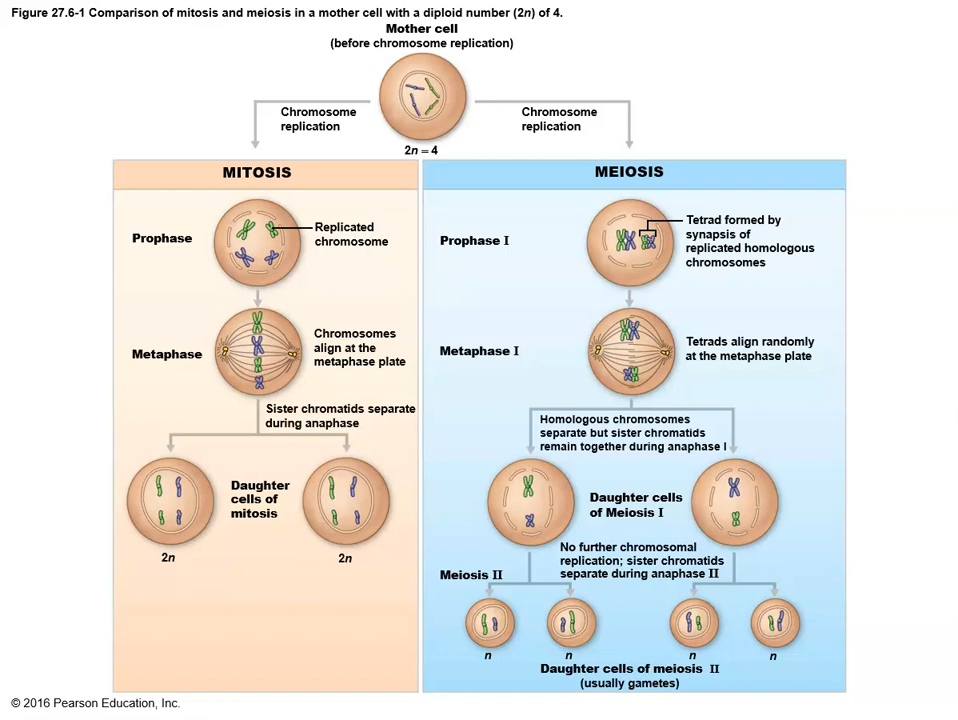 Figure 27.6-1 Comparison of mitosis and meiosis in a mother cell with a diploid number (2n) of 4.
Mother cell
(before chromosome replication)
Chromosome
replication
Chromosome
replication
2n = 4
MITOSIS
Prophase
Replicated
chromosome
Metaphase
Chromosomes
align at the
metaphase plate
Sister chromatids separate
during anaphase
Daughter
cells of
mitosis
2n
2n
MEIOSIS
Prophase I
Tetrad formed by
synapsis of
replicated homologous
chromosomes
Metaphase I
Tetrads align randomly
at the metaphase plate
Homologous chromosomes
separate but sister chromatids
remain together during anaphase I
Daughter cells
of Meiosis I
No further chromosomal
replication; sister chromatids
separate during anaphase II
Meiosis II
n
n
n
n
Daughter cells of meiosis II
(usually gametes)
© 2016 Pearson Education, Inc.